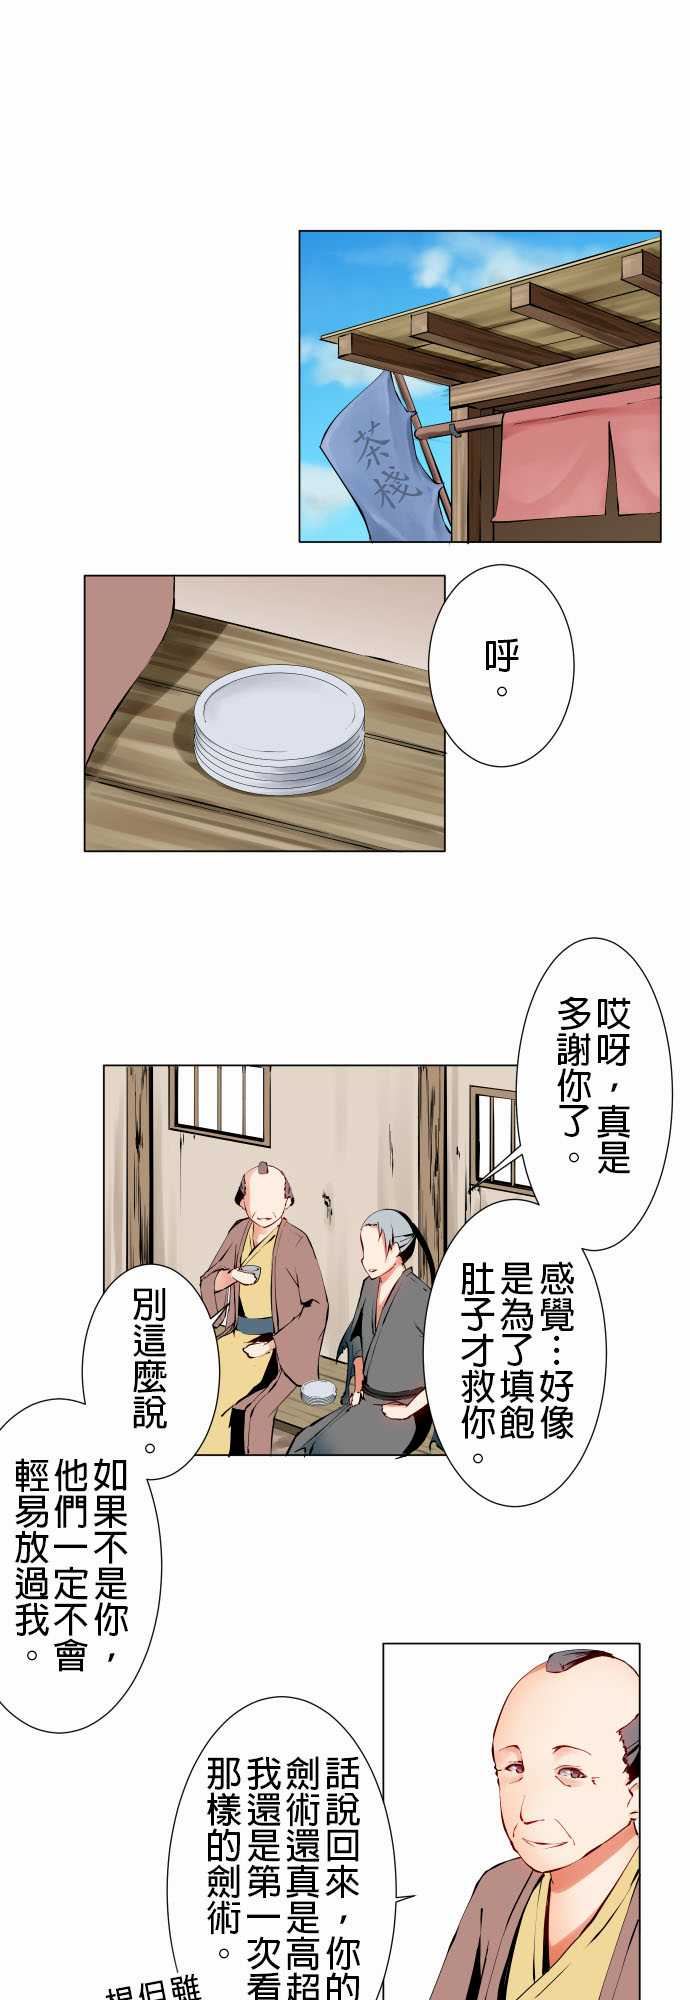 茶
棧
呼。
哎呀，真是
多謝你了。
感覺…好像
是為了填飽
肚子才救你。
別這麼說。
如果不是你，
他們一定不會
輕易放過我。
話說回來，你的
劍術還真是高超
我還是第一次看
那樣的劍術。
雖
但